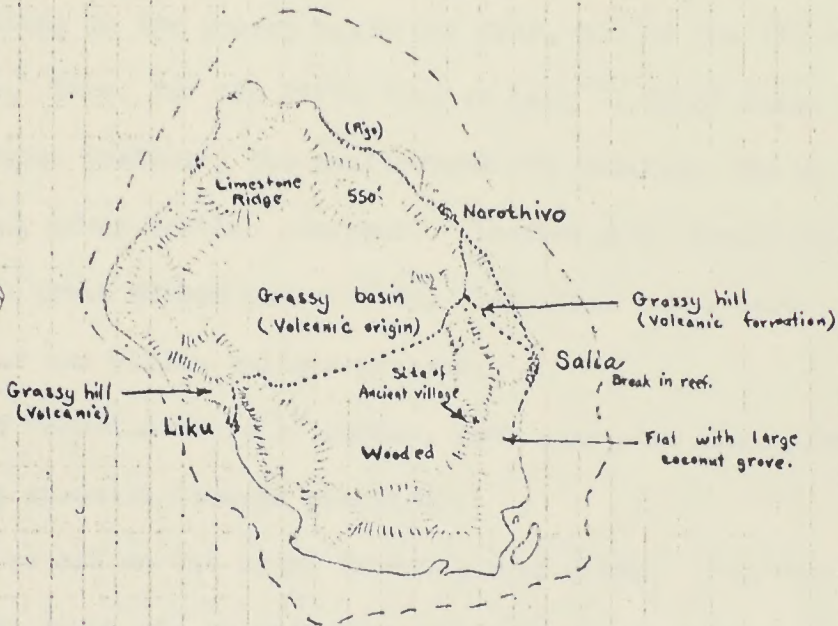 (Rigo)
Limestone
Ridge
550'
Narothivo
Grassy basin
(Volcanic origin)
Grassy hill
(Volcanic formation)
Salia
Break in reef.
Site of
Ancient village
Grassy hill
(Volcanic)
Liku
Wooded
Flat with large
coconut grove.